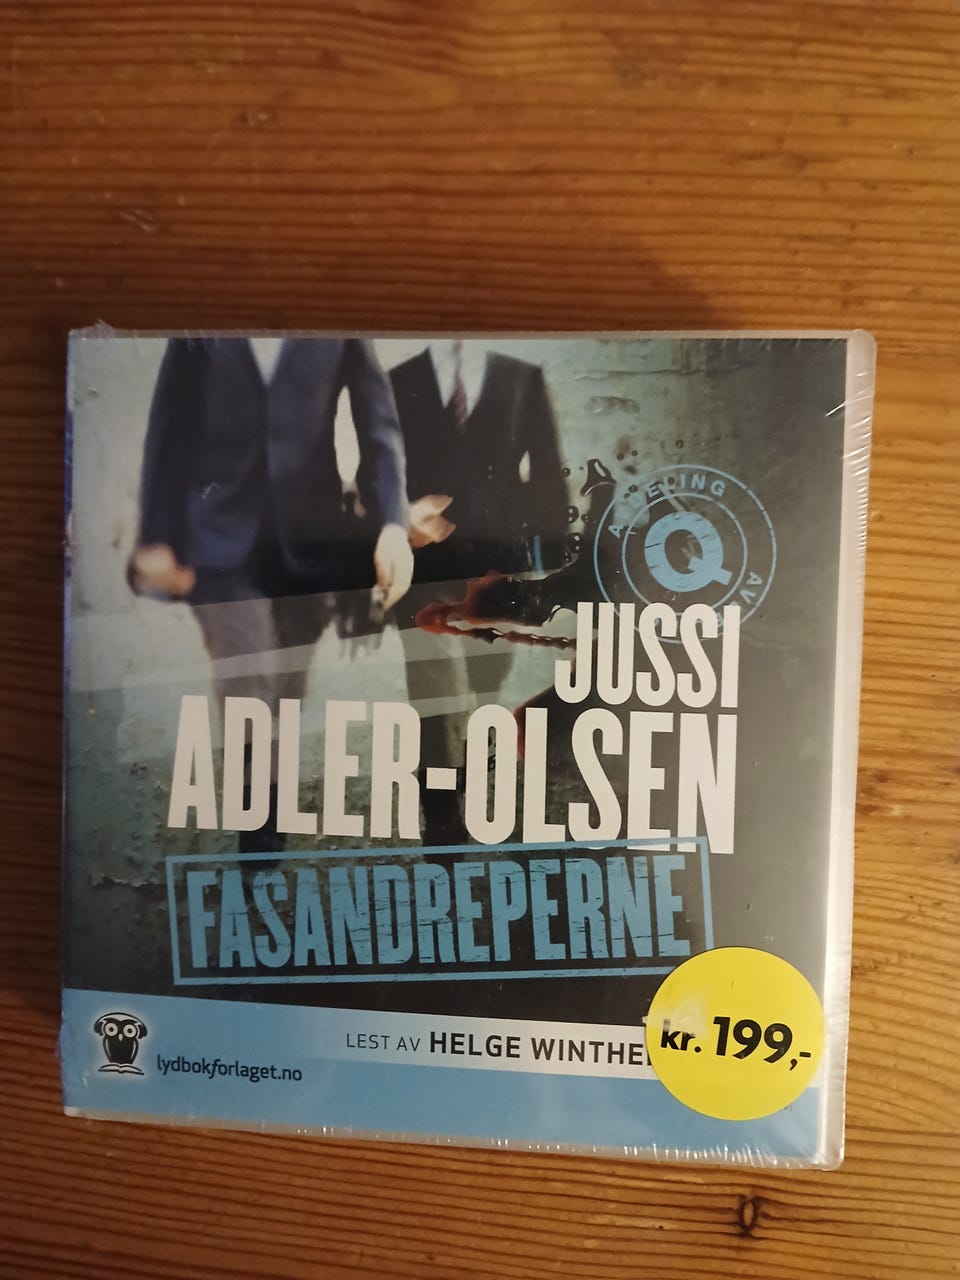 AVDELING Q
JUSSI
ADLER-OLSEN
FASANDREPERNE
LEST AV HELGE WINTHE
kr. 199,-
lydbokforlaget.no